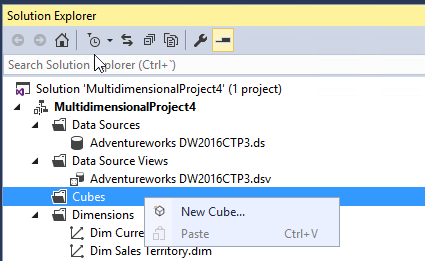 Solution Explorer
Search Solution Explorer (Ctrl+`)
Solution 'MultidimensionalProject4' (1 project)
MultidimensionalProject4
Data Sources
Adventureworks DW2016CTP3.ds
Data Source Views
Adventureworks DW2016CTP3.dsv
Cubes
New Cube...
Dimensions
Paste Ctrl+V
Dim Curre
Dim Sales Territory.dim